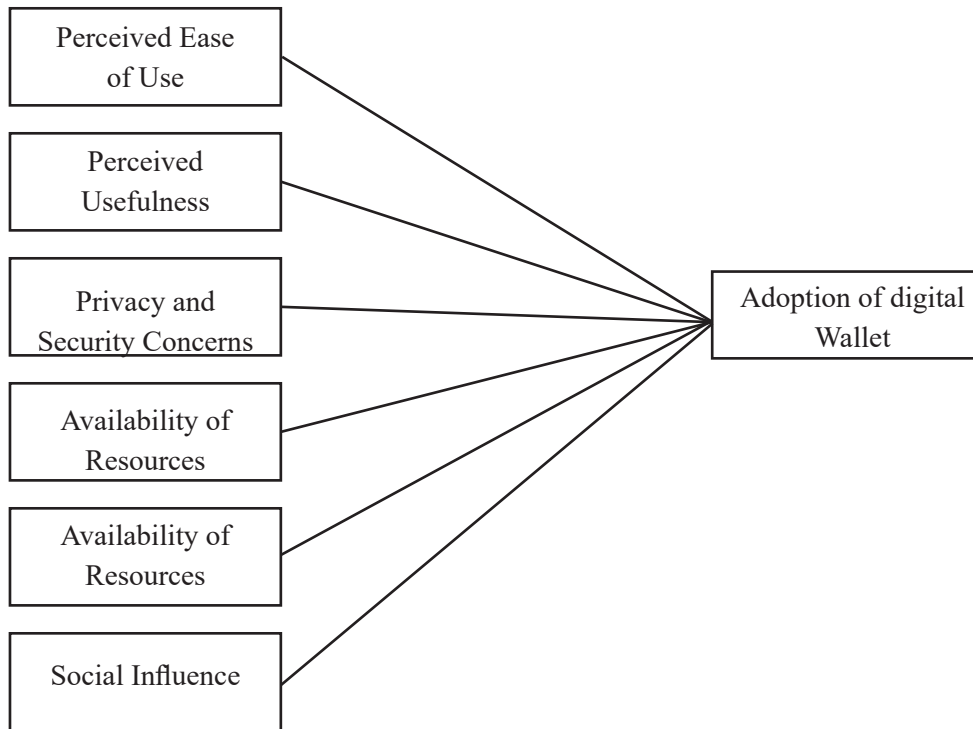 Perceived Ease
of Use
Perceived
Usefulness
Privacy and
Security Concerns
Availability of
Resources
Availability of
Resources
Social Influence
Adoption of digital
Wallet